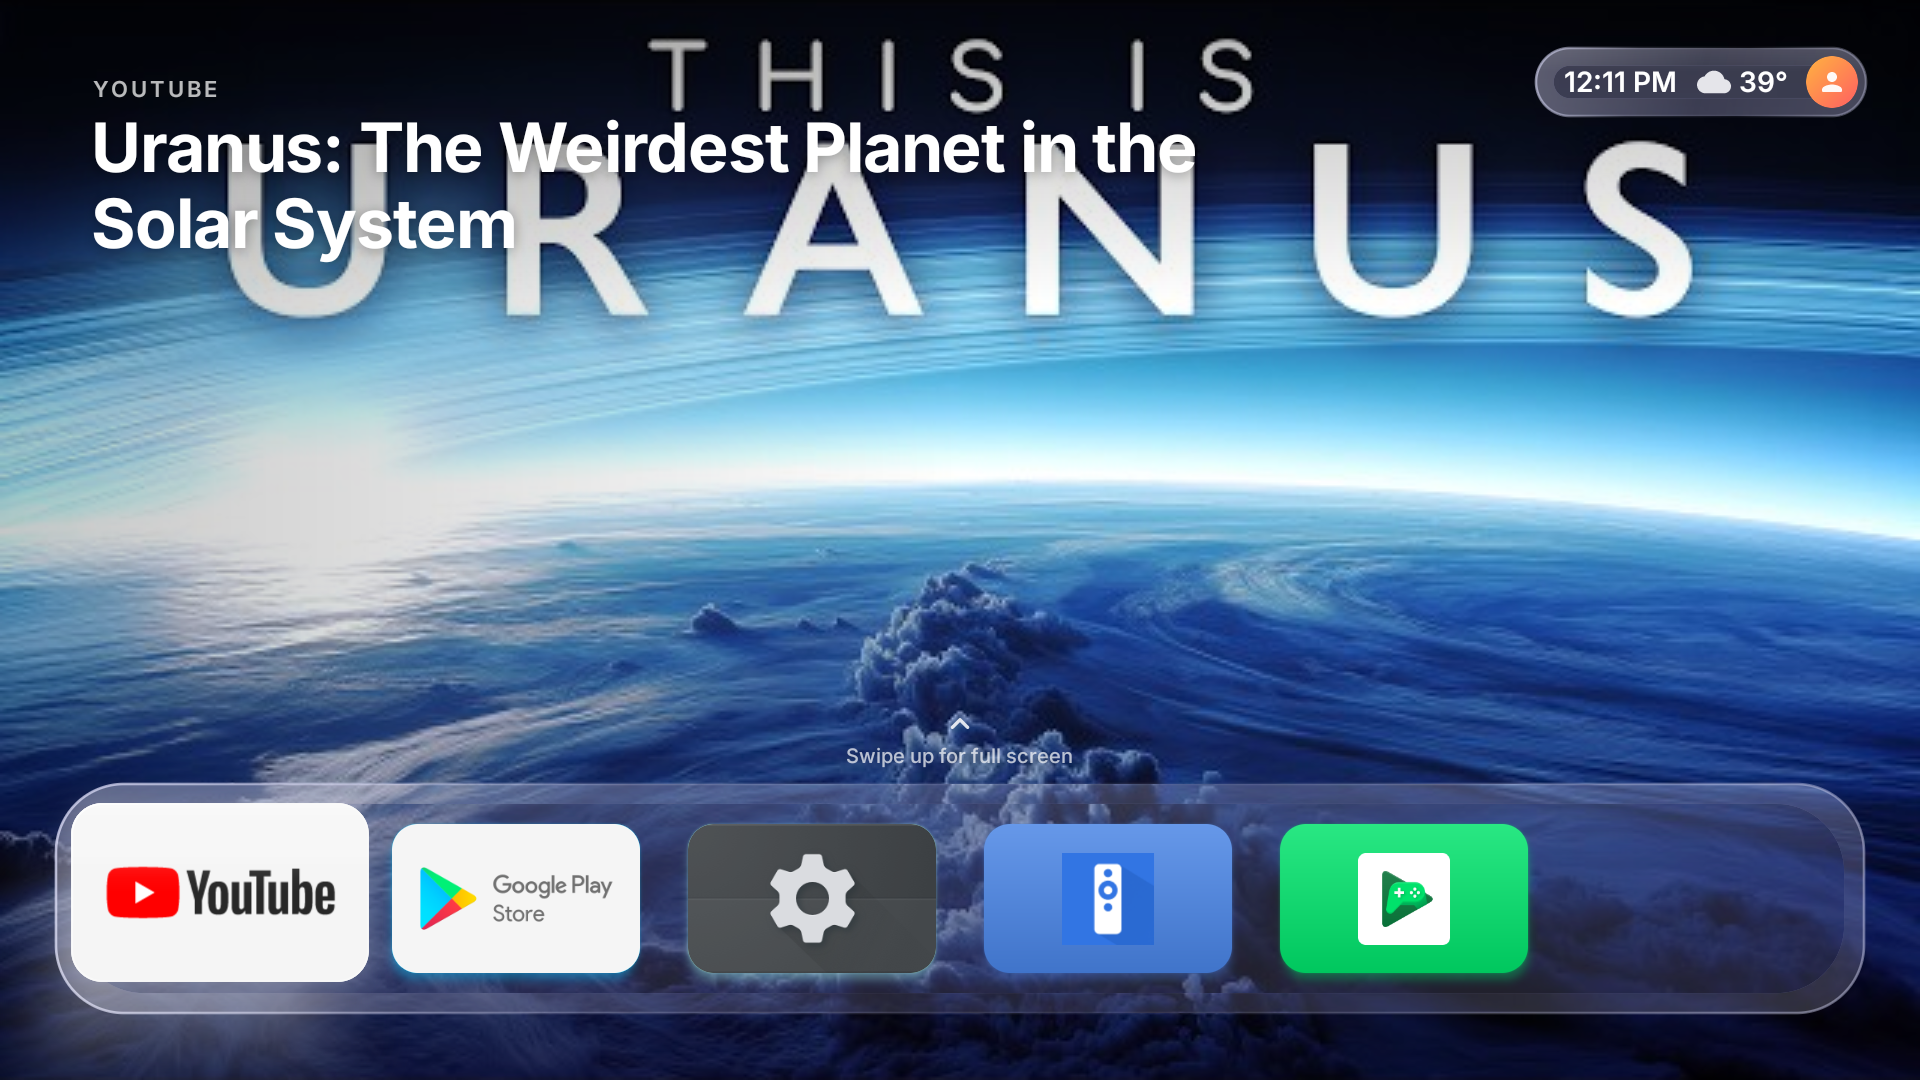 THIS IS
YOUTUBE
12:11 PM 39°
Uranus: The Weirdest Planet in the
Solar System
URANUS
Swipe up for full screen
YouTube
Google Play
Store